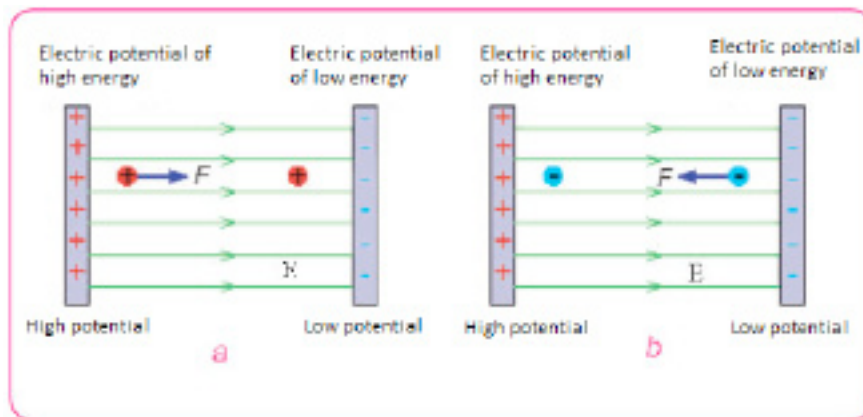 Electric potential of
high energy
Electric potential
of low energy
F
E
High potential
Low potential
a
Electric potential
of high energy
Electric potential
of low energy
F
E
High potential
Low potential
b